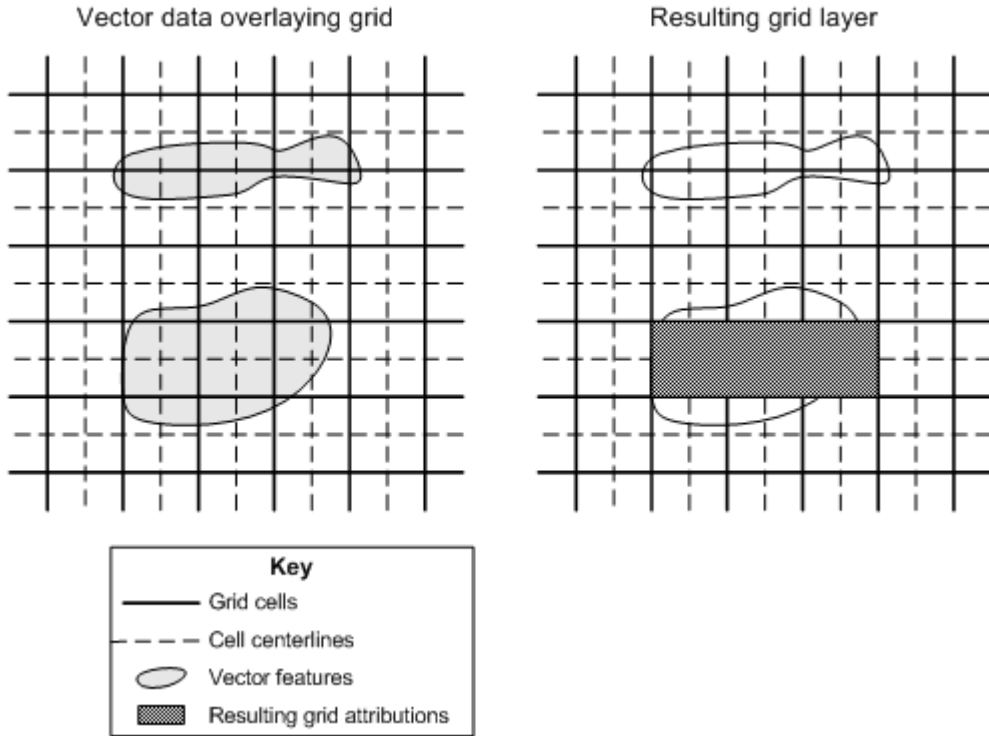 Vector data overlaying grid
Resulting grid layer
Key
Grid cells
Cell centerlines
Vector features
Resulting grid attributions